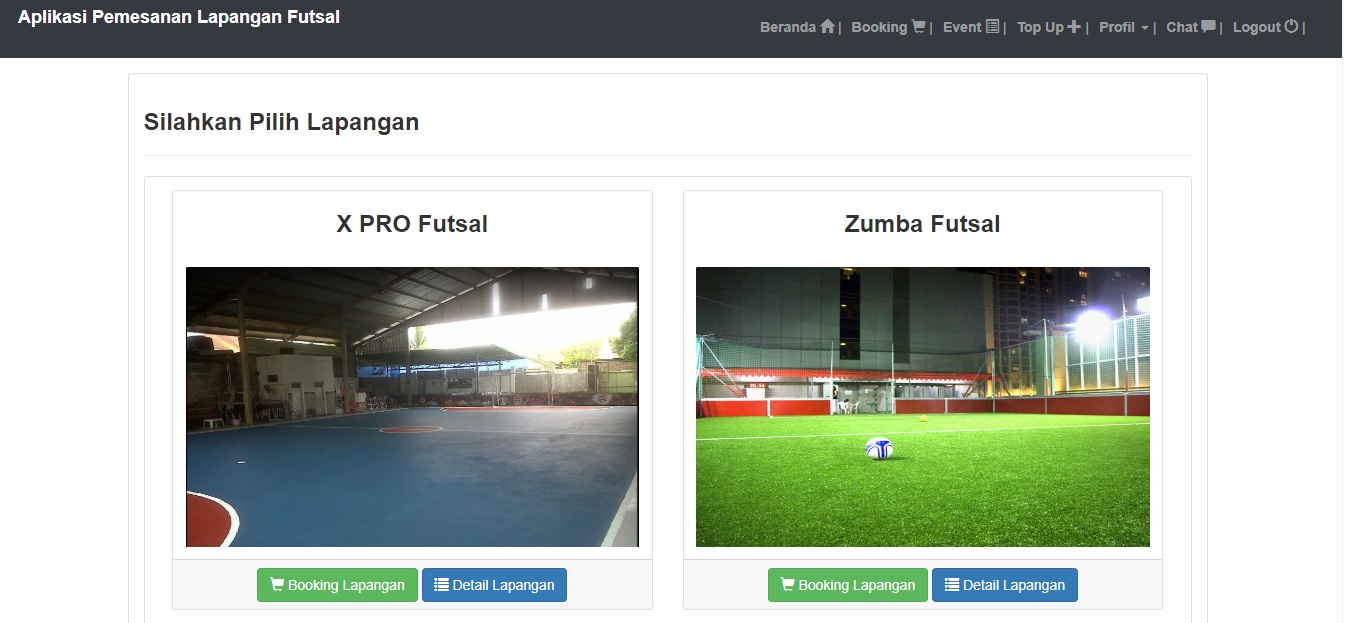 Aplikasi Pemesanan Lapangan Futsal
Beranda | Booking | Event | Top Up | Profil | Chat | Logout |
Silahkan Pilih Lapangan
X PRO Futsal
Zumba Futsal
Booking Lapangan Detail Lapangan
Booking Lapangan Detail Lapangan